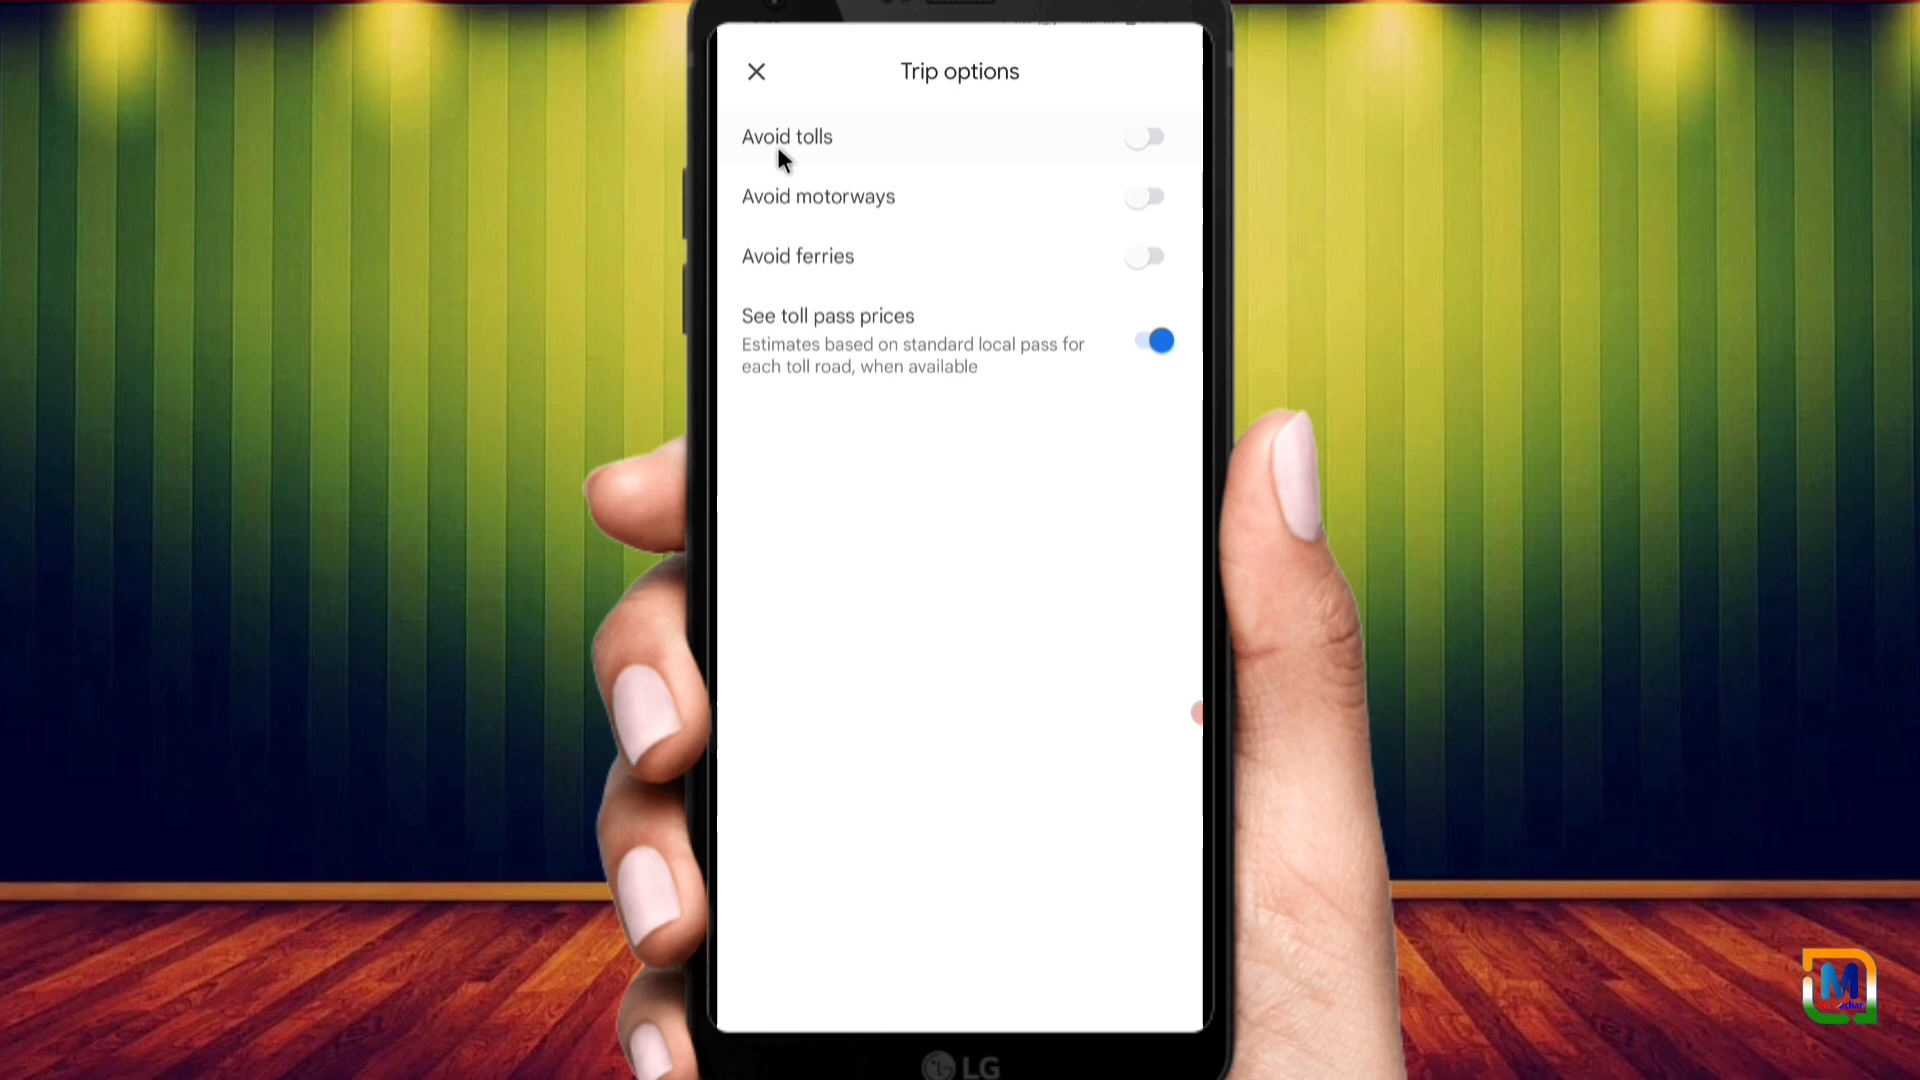 Trip options
Avoid tolls
Avoid motorways
Avoid ferries
See toll pass prices
Estimates based on standard local pass for
each toll road, when available
LG
M